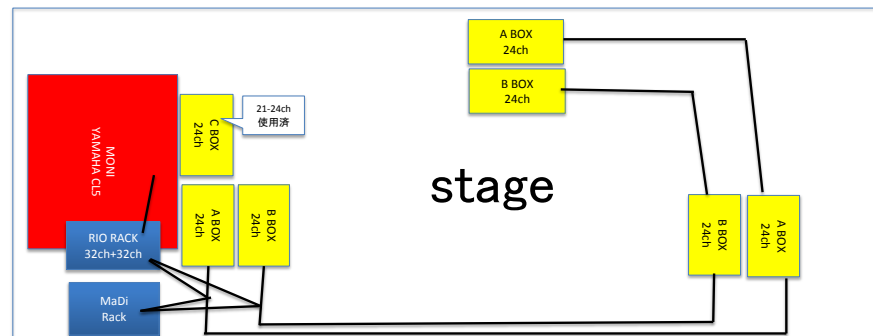 A BOX
24ch
B BOX
24ch
21-24ch
使用済
C BOX
24ch
MONI
YAMAHA CL5
stage
A BOX
24ch
B BOX
24ch
B BOX
24ch
A BOX
24ch
RIO RACK
32ch+32ch
MaDi
Rack